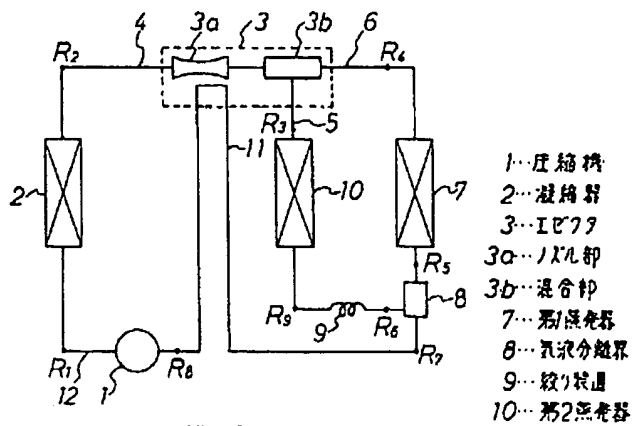 4
3a
3
3b
6
R2
R4
R3
5
11
2
10
7
R5
8
R9
9
R6
R1
12
1
R8
R7
1…圧縮機
2…凝縮器
3…エゼクタ
3a…ノズル部
3b…混合部
7…第1蒸発器
8…気液分離器
9…絞り装置
10…第2蒸発器